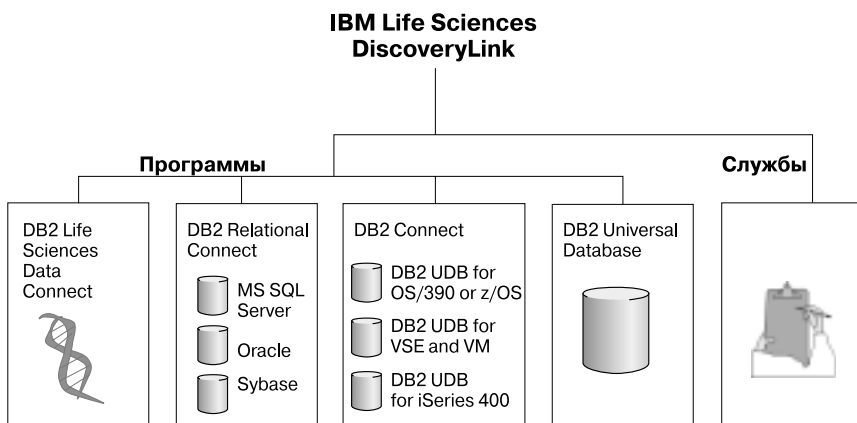 IBM Life Sciences
DiscoveryLink
Программы
Службы
DB2 Life
Sciences
Data
Connect
DB2 Relational
Connect
MS SQL
Server
Oracle
Sybase
DB2 Connect
DB2 UDB for
OS/390 or z/OS
DB2 UDB for
VSE and VM
DB2 UDB
for iSeries 400
DB2 Universal
Database